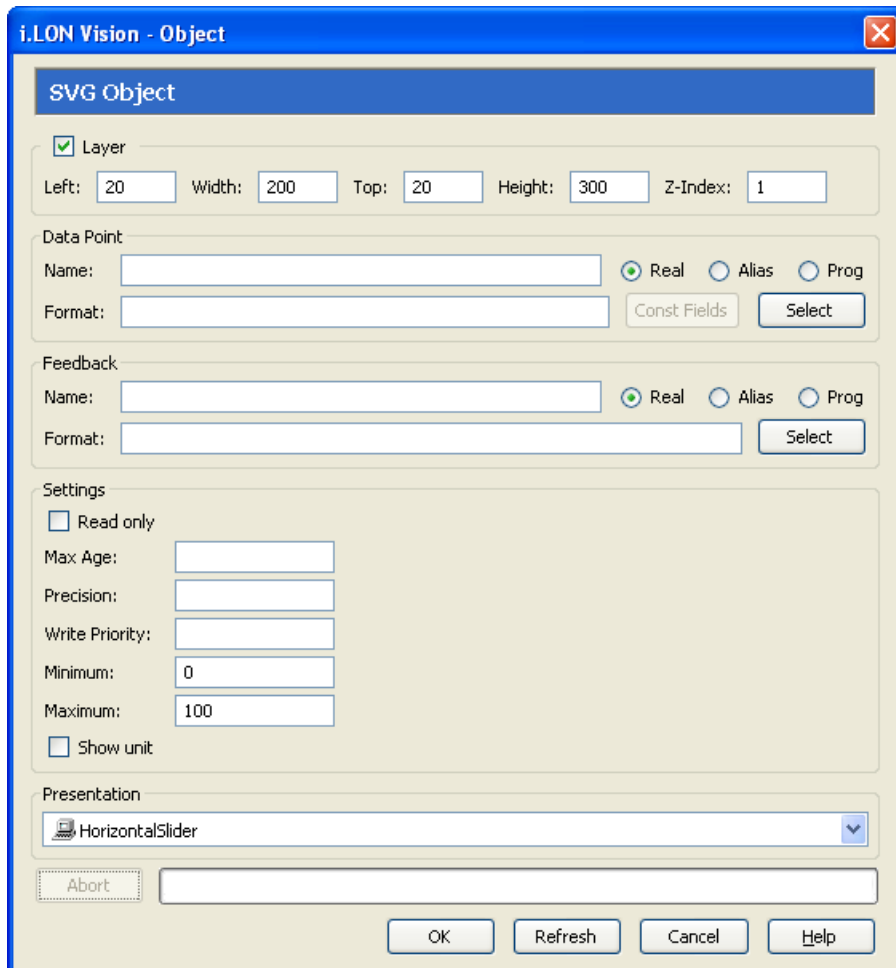 i.LON Vision - Object
SVG Object
Layer
Left: 20 Width: 200 Top: 20 Height: 300 Z-Index: 1
Data Point
Name: Real Alias Prog
Format: Const Fields Select
Feedback
Name: Real Alias Prog
Format: Select
Settings
Read only
Max Age:
Precision:
Write Priority:
Minimum: 0
Maximum: 100
Show unit
Presentation
HorizontalSlider
Abort
OK Refresh Cancel Help